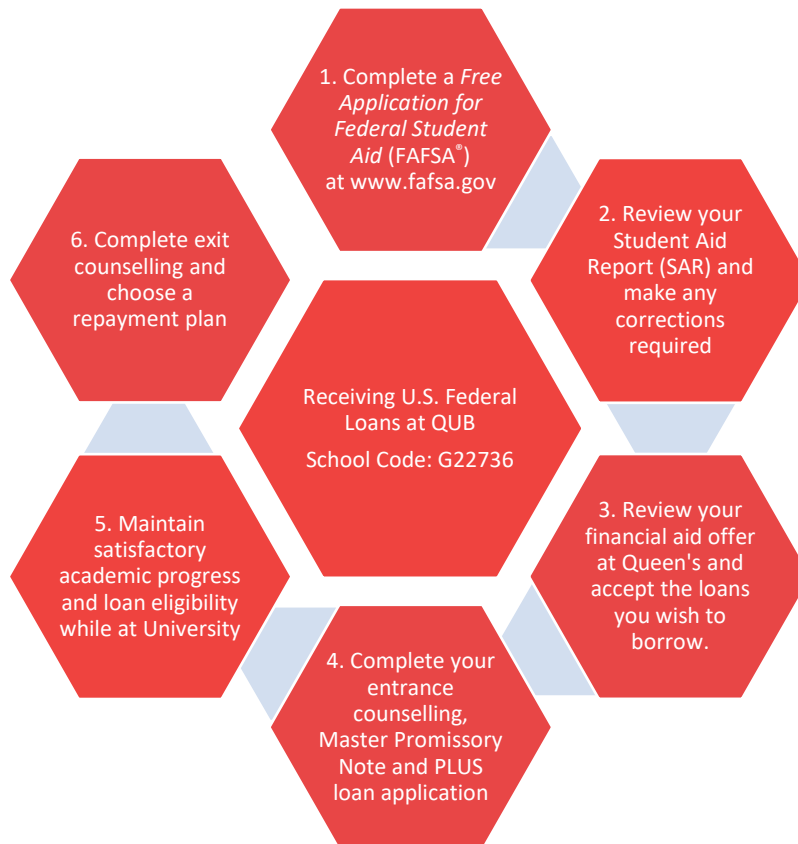 1. Complete a Free
Application for
Federal Student
Aid (FAFSA®)
at www.fafsa.gov
2. Review your
Student Aid
Report (SAR) and
make any
corrections
required
3. Review your
financial aid offer
at Queen's and
accept the loans
you wish to
borrow.
4. Complete your
entrance
counselling,
Master Promissory
Note and PLUS
loan application
5. Maintain
satisfactory
academic progress
and loan eligibility
while at University
6. Complete exit
counselling and
choose a
repayment plan
Receiving U.S. Federal
Loans at QUB
School Code: G22736